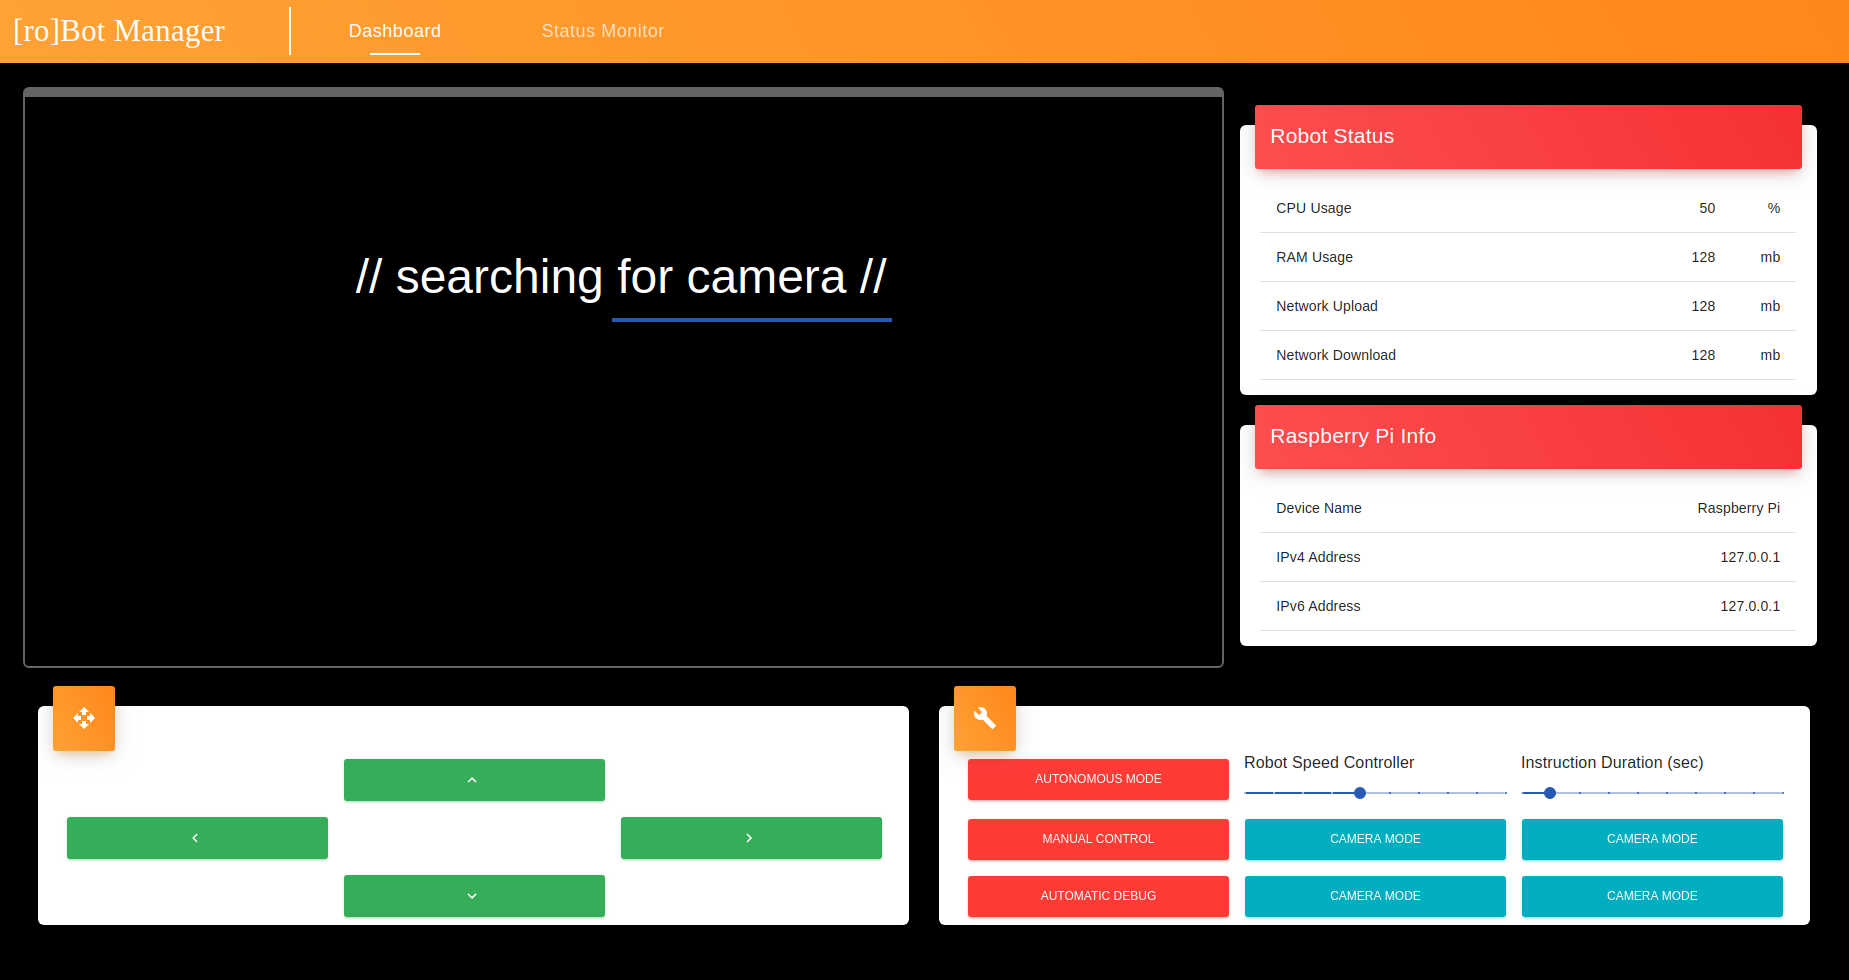 [ro]Bot Manager
Dashboard
Status Monitor
// searching for camera //
Robot Status
CPU Usage 50 %
RAM Usage 128 mb
Network Upload 128 mb
Network Download 128 mb
Raspberry Pi Info
Device Name Raspberry Pi
IPv4 Address 127.0.0.1
IPv6 Address 127.0.0.1
AUTONOMOUS MODE
MANUAL CONTROL
AUTOMATIC DEBUG
Robot Speed Controller
CAMERA MODE
CAMERA MODE
Instruction Duration (sec)
CAMERA MODE
CAMERA MODE